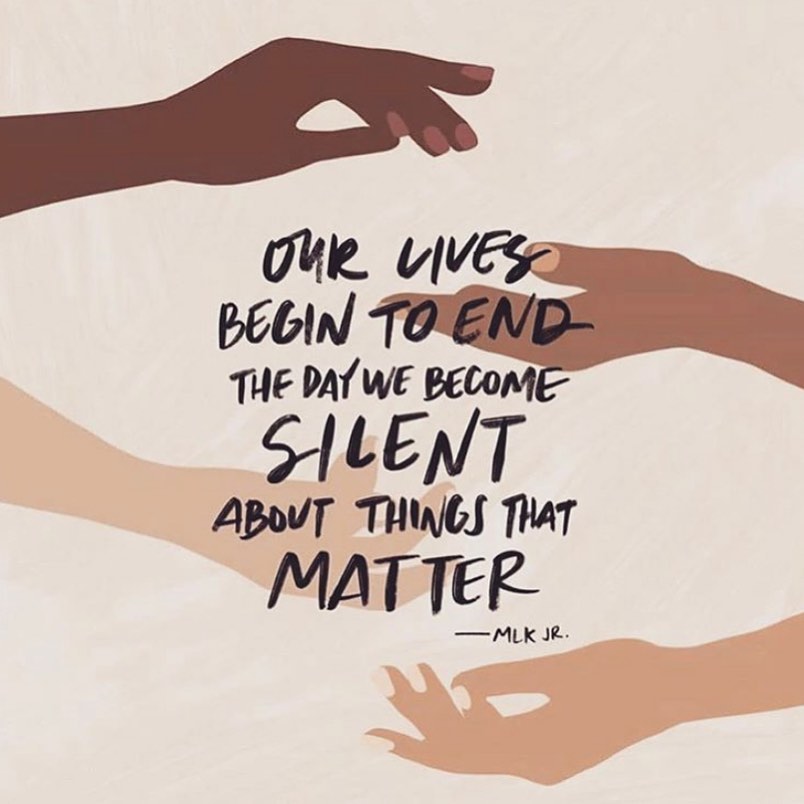 OUR LIVES
BEGIN TO END
THE DAY WE BECOME
SILENT
ABOUT THINGS THAT
MATTER
—MLK JR.